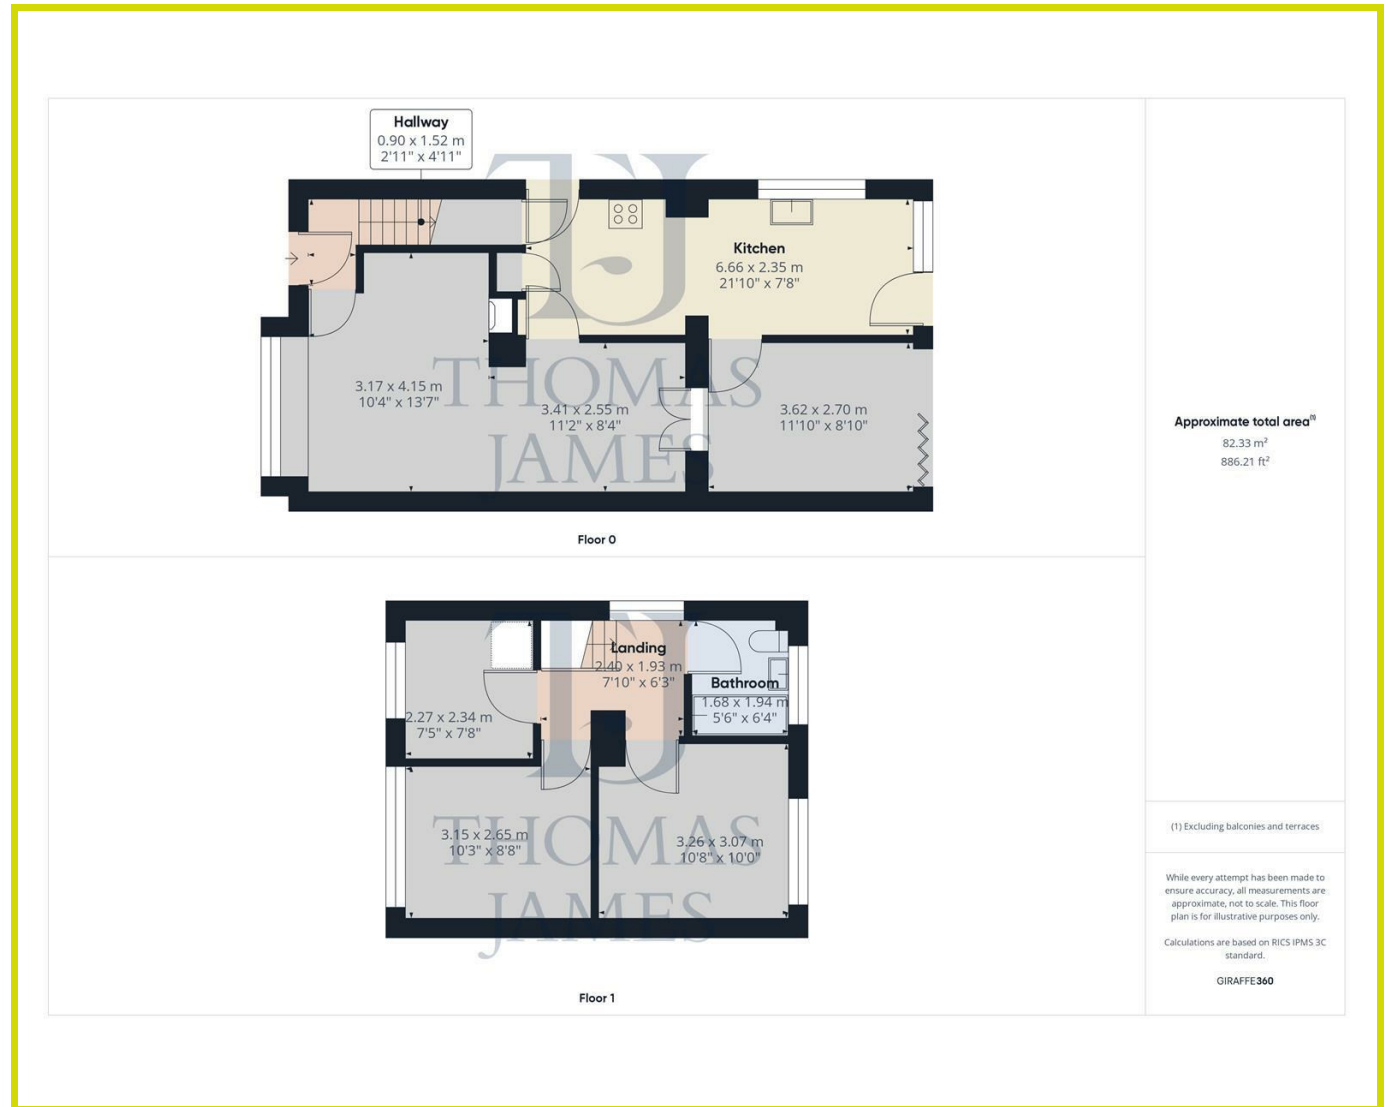 Hallway
0.90 x 1.52 m
2'11" x 4'11"
Kitchen
6.66 x 2.35 m
21'10" x 7'8"
3.17 x 4.15 m
10'4" x 13'7"
3.41 x 2.55 m
11'2" x 8'4"
3.62 x 2.70 m
11'10" x 8'10"
TJ
THOMAS
JAMES
Floor 0
Approximate total area(1)
82.33 m²
886.21 ft²
Landing
2.40 x 1.93 m
7'10" x 6'3"
Bathroom
1.68 x 1.94 m
5'6" x 6'4"
2.27 x 2.34 m
7'5" x 7'8"
3.15 x 2.65 m
10'3" x 8'8"
3.26 x 3.07 m
10'8" x 10'0"
TJ
THOMAS
JAMES
Floor 1
(1) Excluding balconies and terraces
While every attempt has been made to
ensure accuracy, all measurements are
approximate, not to scale. This floor
plan is for illustrative purposes only.
Calculations are based on RICS IPMS 3C
standard.
GIRAFFE360